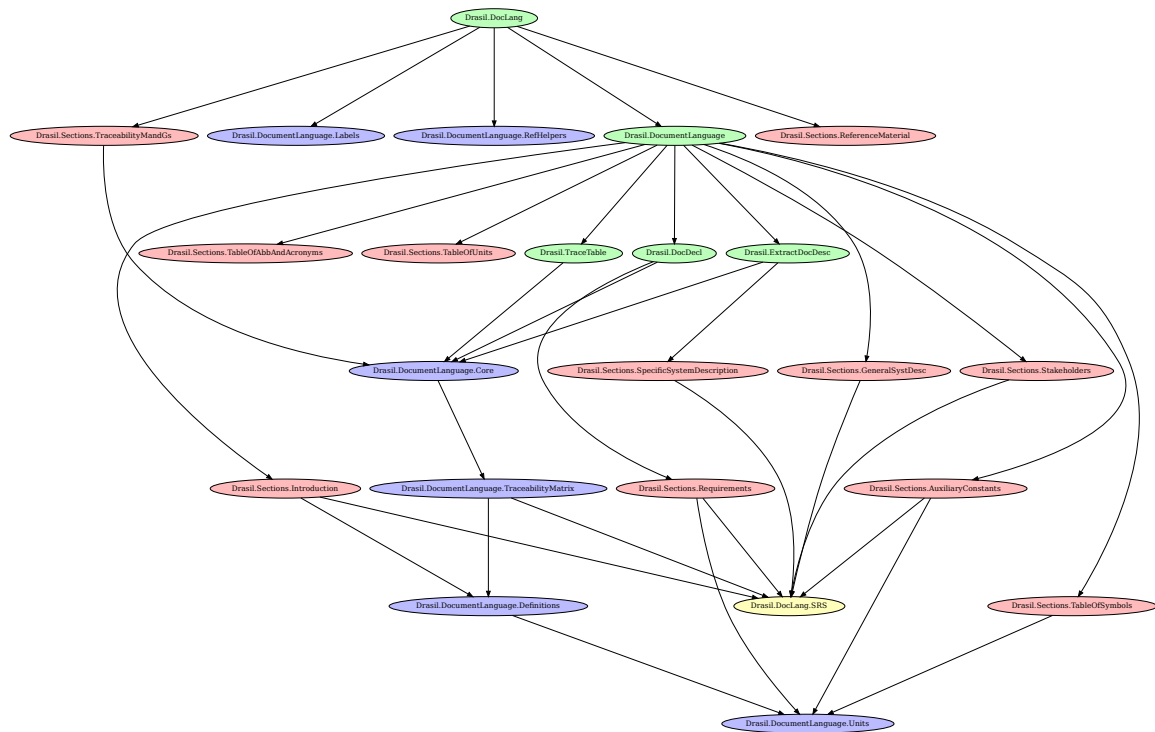 Drasil.DocLang
Drasil.Sections.TraceabilityMandGs
Drasil.DocumentLanguage.Labels
Drasil.DocumentLanguage.RefHelpers
Drasil.DocumentLanguage
Drasil.Sections.ReferenceMaterial
Drasil.Sections.TableOfAbbAndAcronyms
Drasil.Sections.TableOfUnits
Drasil.TraceTable
Drasil.DocDecl
Drasil.ExtractDocDesc
Drasil.DocumentLanguage.Core
Drasil.Sections.SpecificSystemDescription
Drasil.Sections.GeneralSystDesc
Drasil.Sections.Stakeholders
Drasil.Sections.Introduction
Drasil.DocumentLanguage.TraceabilityMatrix
Drasil.Sections.Requirements
Drasil.Sections.AuxiliaryConstants
Drasil.DocumentLanguage.Definitions
Drasil.DocLang.SRS
Drasil.Sections.TableOfSymbols
Drasil.DocumentLanguage.Units